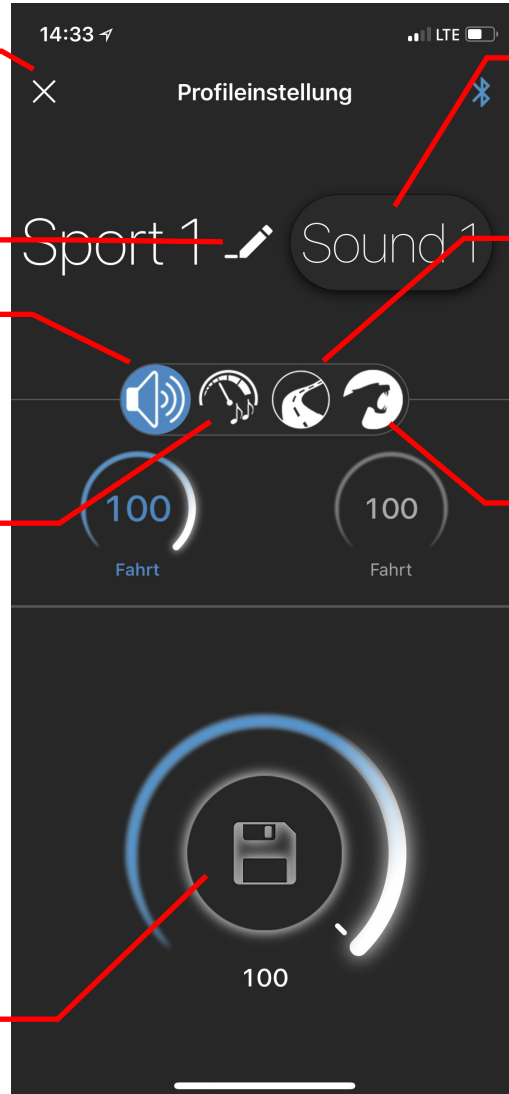 14:33
LTE
Profileinstellung
Sport 1
Sound 1
100
100
Fahrt
Fahrt
100